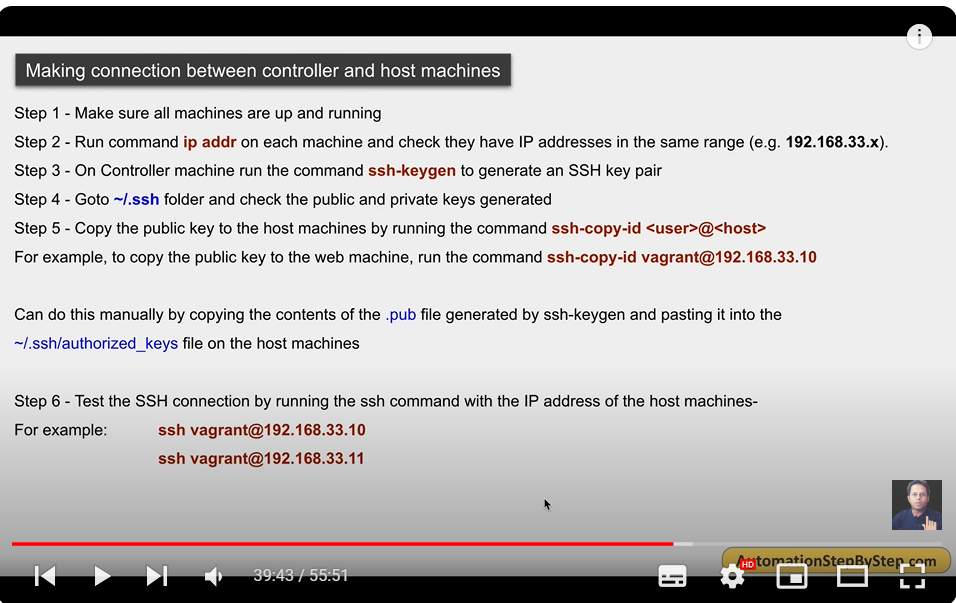 Making connection between controller and host machines
Step 1 - Make sure all machines are up and running
Step 2 - Run command ip addr on each machine and check they have IP addresses in the same range (e.g. 192.168.33.x).
Step 3 - On Controller machine run the command ssh-keygen to generate an SSH key pair
Step 4 - Goto ~/.ssh folder and check the public and private keys generated
Step 5 - Copy the public key to the host machines by running the command ssh-copy-id <user>@<host>
For example, to copy the public key to the web machine, run the command ssh-copy-id vagrant@192.168.33.10
Can do this manually by copying the contents of the .pub file generated by ssh-keygen and pasting it into the
~/.ssh/authorized_keys file on the host machines
Step 6 - Test the SSH connection by running the ssh command with the IP address of the host machines-
For example: ssh vagrant@192.168.33.10
ssh vagrant@192.168.33.11
AutomationStepByStep.com
39:43 / 55:51
HD